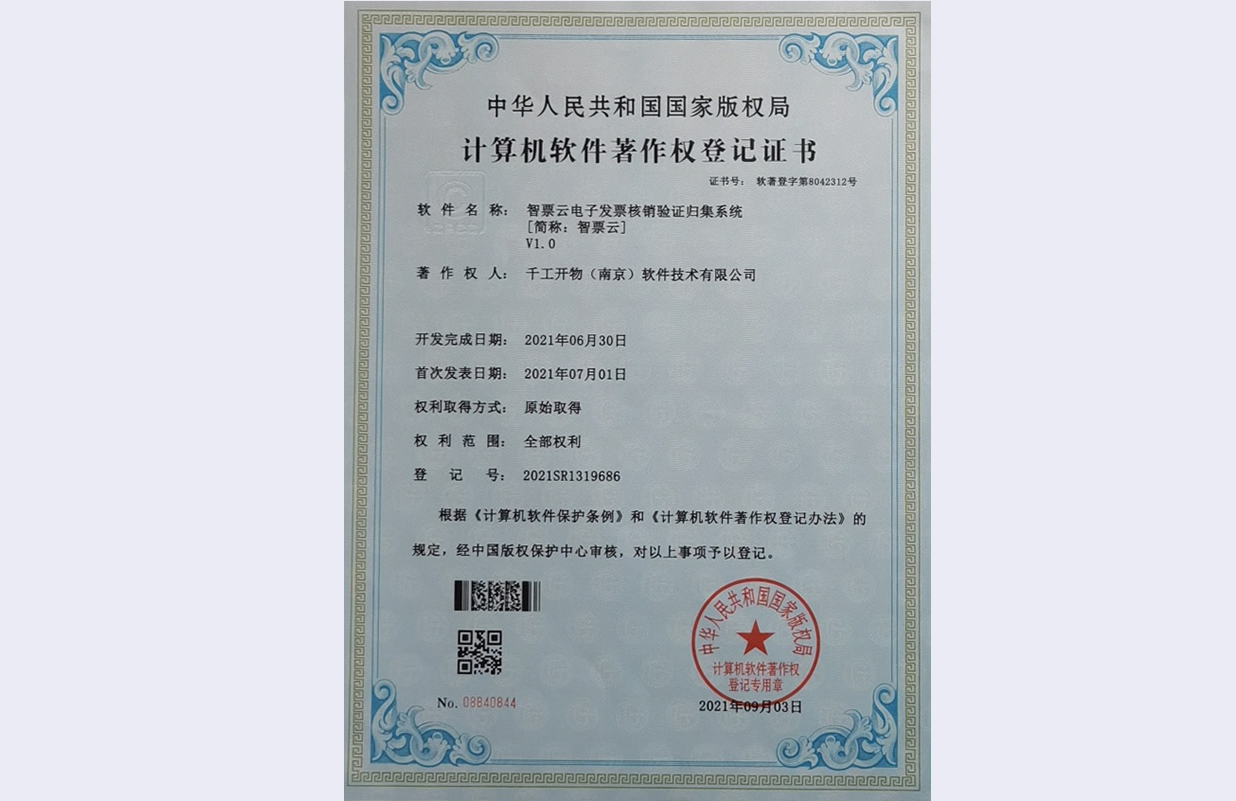 中华人民共和国国家版权局
计算机软件著作权登记证书
证书号： 软著登字第8042312号
软件名称： 智票云电子发票核销验证归集系统
[简称：智票云]
V1.0
著作权人： 千工开物（南京）软件技术有限公司
开发完成日期： 2021年06月30日
首次发表日期： 2021年07月01日
权利取得方式： 原始取得
权利范围： 全部权利
登记号： 2021SR1319686
根据《计算机软件保护条例》和《计算机软件著作权登记办法》的
规定，经中国版权保护中心审核，对以上事项予以登记。
中华人民共和国国家版权局
计算机软件著作权
登记专用章
No. 08840844
2021年09月03日